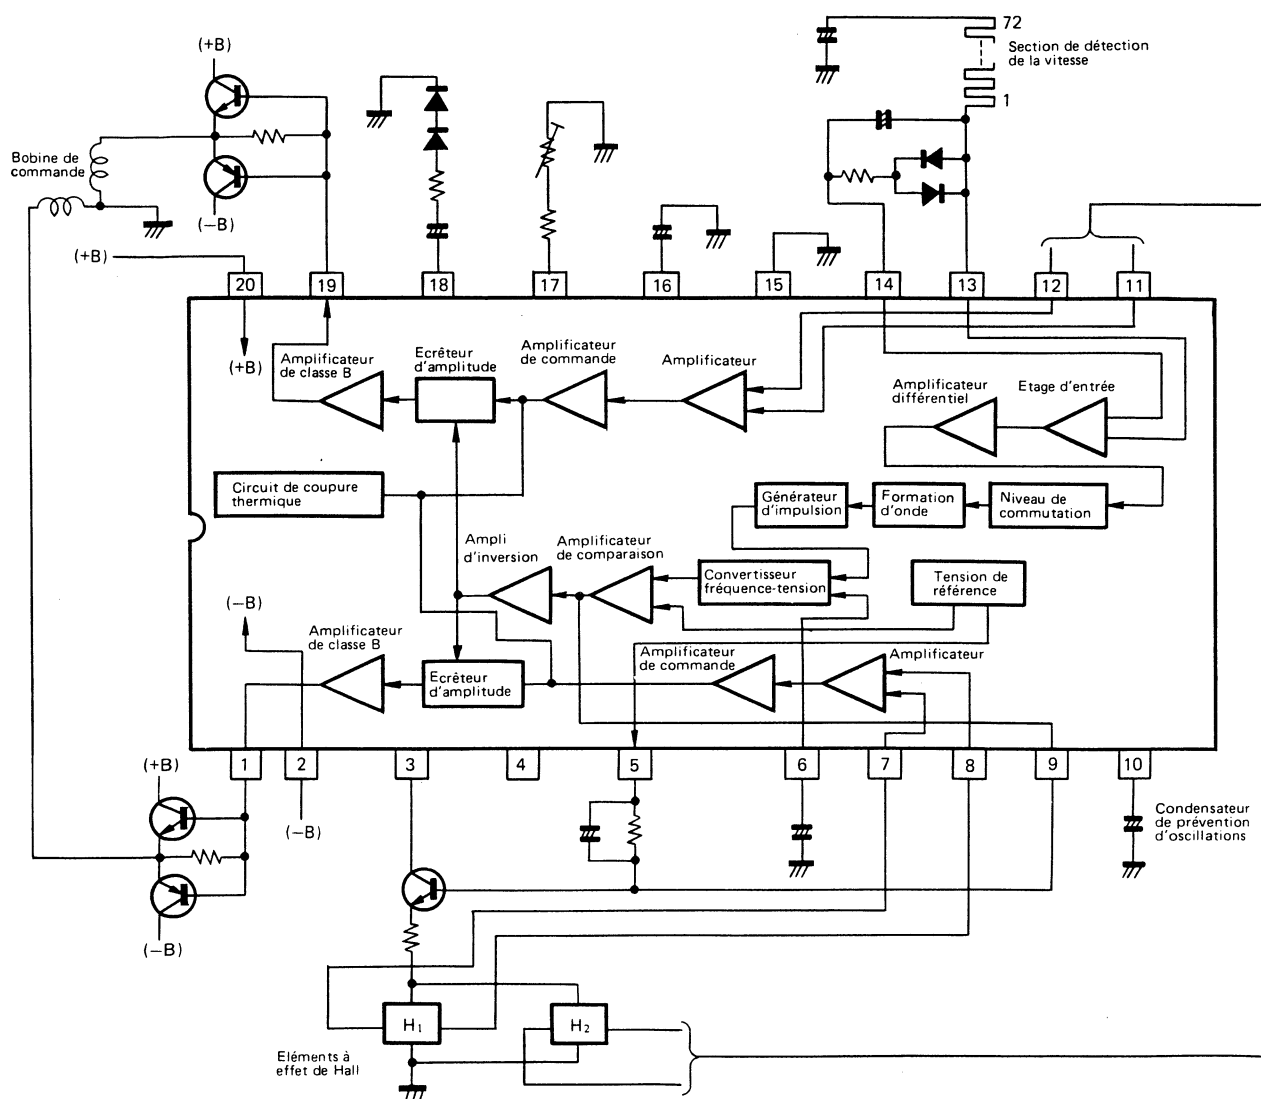 72
Section de détection
de la vitesse
1
(+B)
Bobine de
commande
(−B)
(+B)
20
19
18
17
16
15
14
13
12
11
(+B)
Amplificateur
de classe B
Ecrêteur
d'amplitude
Amplificateur
de commande
Amplificateur
Amplificateur
différentiel
Etage d'entrée
Circuit de coupure
thermique
Générateur
d'impulsion
Formation
d'onde
Niveau de
commutation
Ampli
d'inversion
Amplificateur
de comparaison
Convertisseur
fréquence-tension
Tension de
référence
(−B)
Amplificateur
de classe B
Ecrêteur
d'amplitude
Amplificateur
de commande
Amplificateur
1
2
3
4
5
6
7
8
9
10
(+B)
(−B)
(−B)
Condensateur
de prévention
d'oscillations
H1
H2
Eléments à
effet de Hall